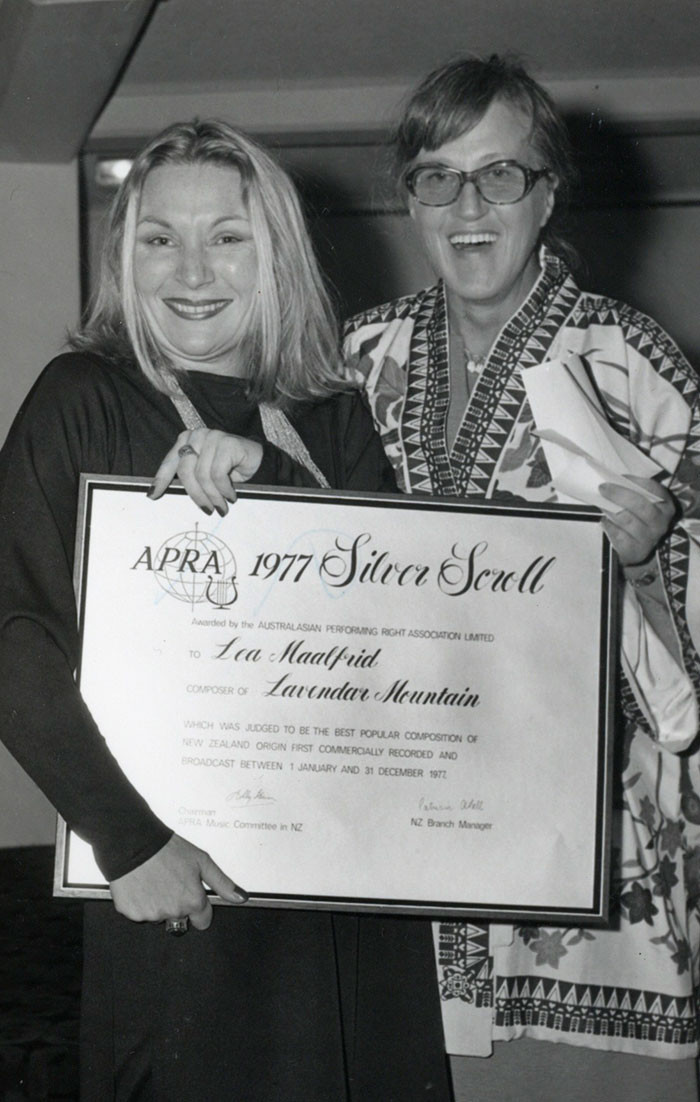 APRA 1977 Silver Scroll
Awarded by the AUSTRALASIAN PERFORMING RIGHT ASSOCIATION LIMITED
TO Lea Maalfrid
COMPOSER OF Lavendar Mountain
WHICH WAS JUDGED TO BE THE BEST POPULAR COMPOSITION OF
NEW ZEALAND ORIGIN FIRST COMMERCIALLY RECORDED AND
BROADCAST BETWEEN 1 JANUARY AND 31 DECEMBER 1977.
Chairman
APRA Music Committee in NZ
NZ Branch Manager